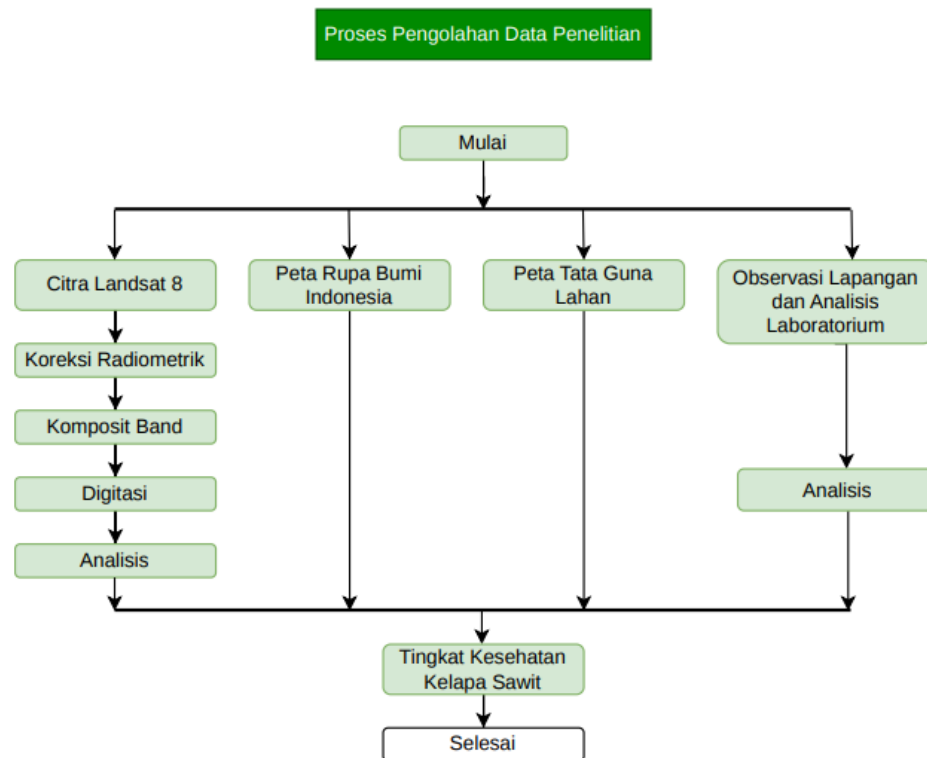 Proses Pengolahan Data Penelitian
Mulai
Citra Landsat 8
Peta Rupa Bumi
Indonesia
Peta Tata Guna
Lahan
Observasi Lapangan
dan Analisis
Laboratorium
Koreksi Radiometrik
Komposit Band
Digitasi
Analisis
Analisis
Tingkat Kesehatan
Kelapa Sawit
Selesai